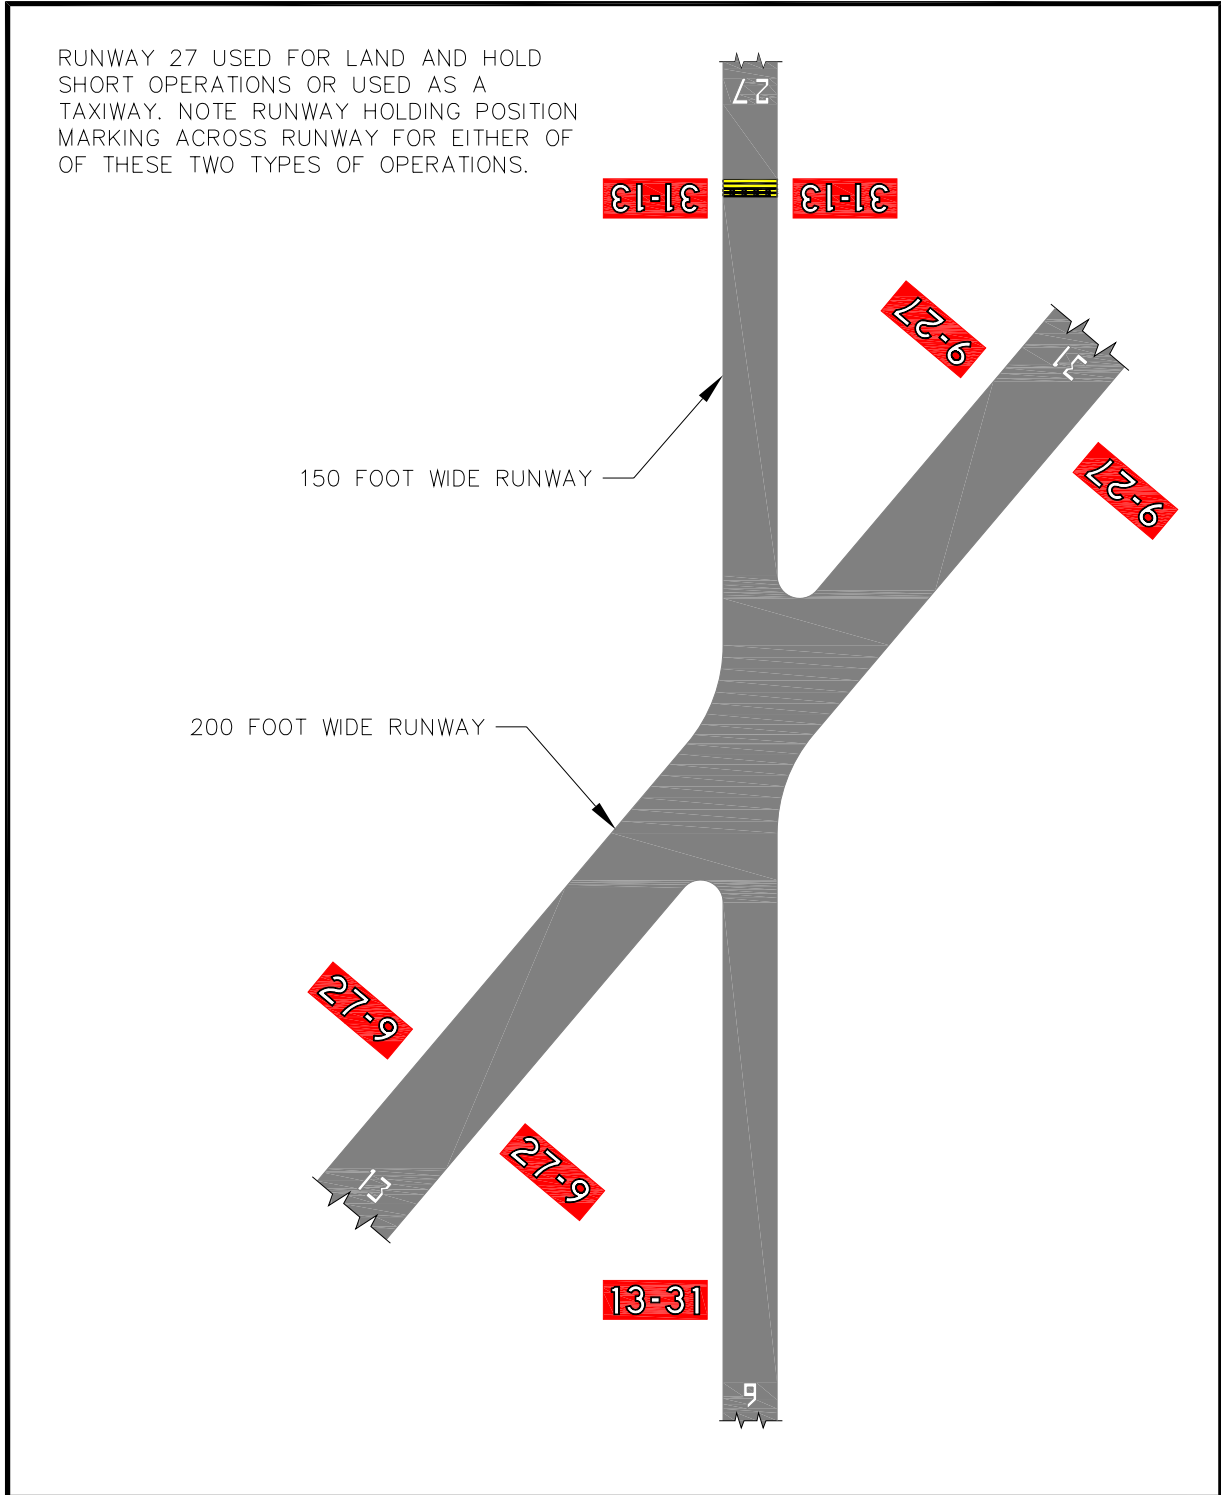 RUNWAY 27 USED FOR LAND AND HOLD
SHORT OPERATIONS OR USED AS A
TAXIWAY. NOTE RUNWAY HOLDING POSITION
MARKING ACROSS RUNWAY FOR EITHER OF
OF THESE TWO TYPES OF OPERATIONS.
27
31-13
31-13
9-27
31
9-27
150 FOOT WIDE RUNWAY
200 FOOT WIDE RUNWAY
27-9
27-9
13
13-31
9